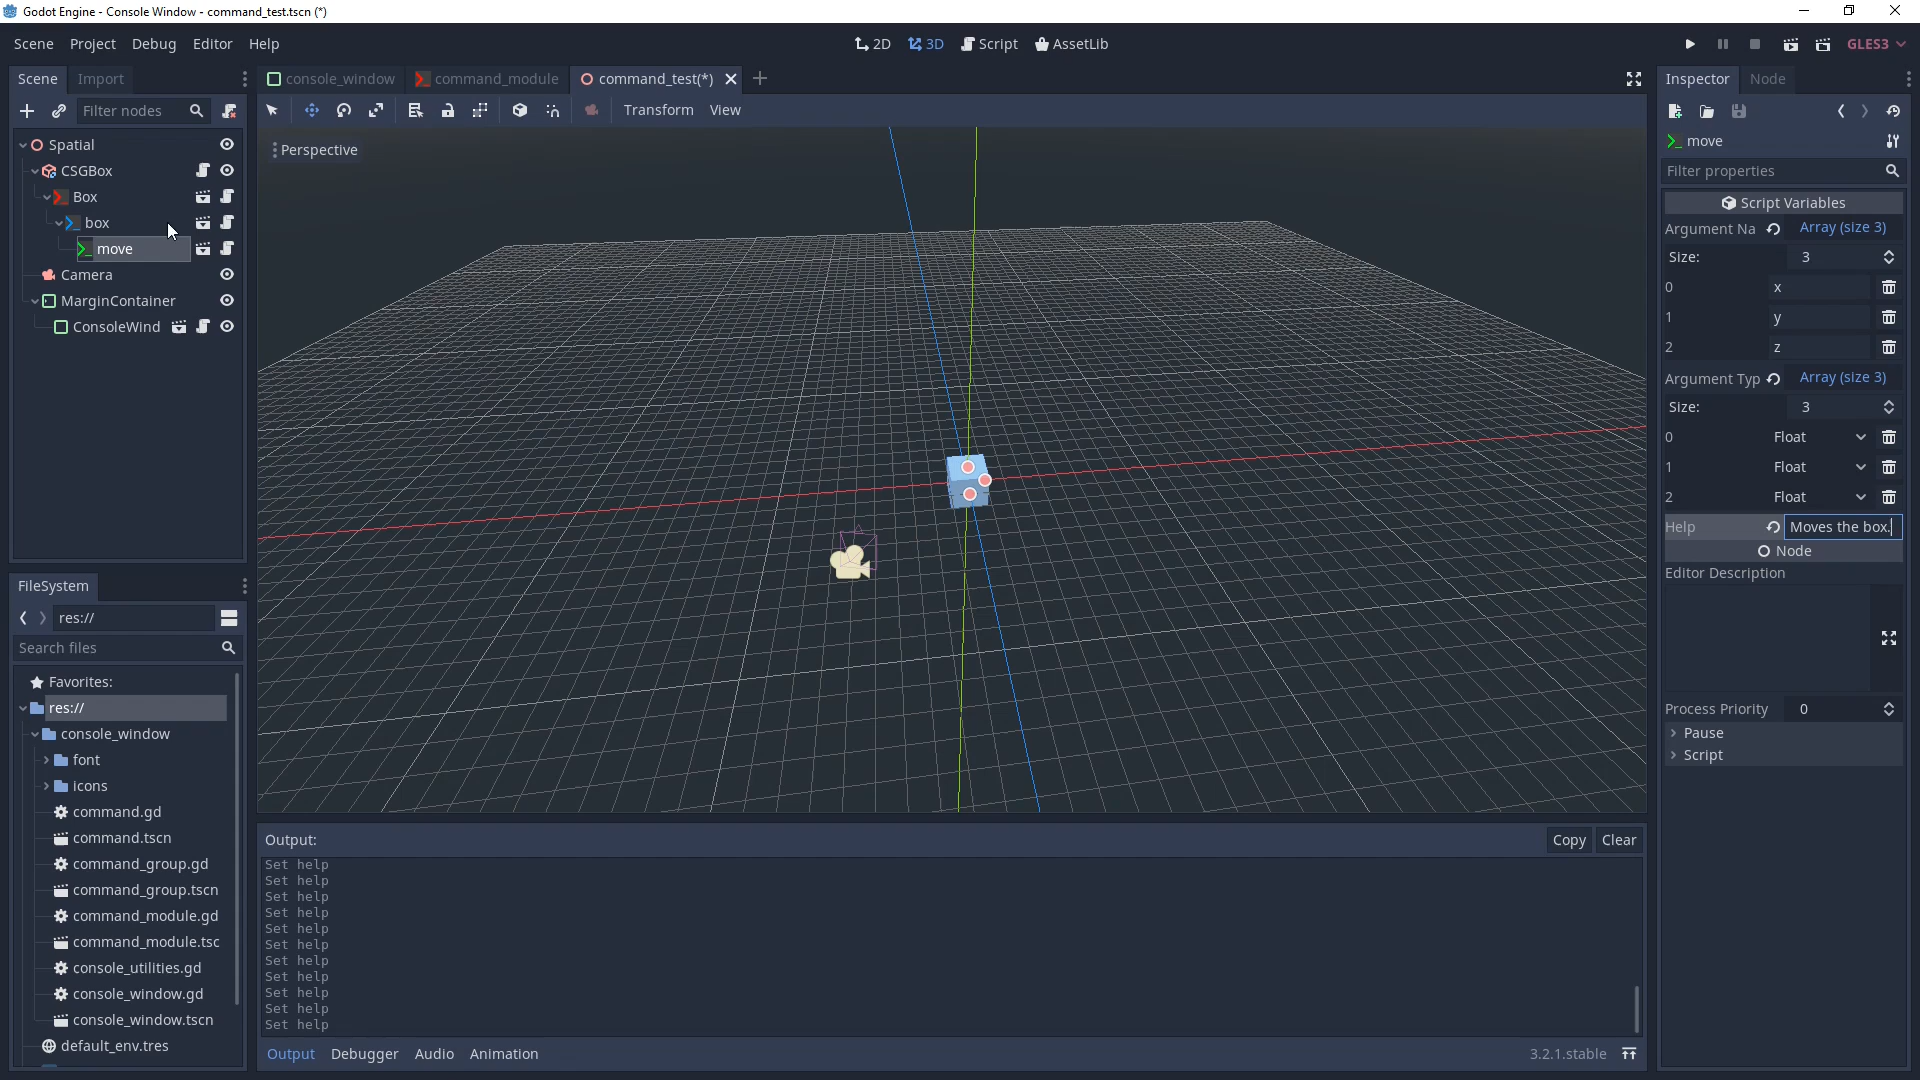 Godot Engine - Console Window - command_test.tscn (*)
Scene Project Debug Editor Help
2D 3D Script AssetLib
GLES3
Scene Import
Filter nodes
Spatial
CSGBox
Box
box
move
Camera
MarginContainer
ConsoleWind
FileSystem
res://
Search files
Favorites:
res://
console_window
font
icons
command.gd
command.tscn
command_group.gd
command_group.tscn
command_module.gd
command_module.tsc
console_utilities.gd
console_window.gd
console_window.tscn
default_env.tres
console_window command_module command_test(*)
Transform View
Perspective
Output:
Copy Clear
Set help
Set help
Set help
Set help
Set help
Set help
Set help
Set help
Set help
Set help
Set help
Output Debugger Audio Animation
3.2.1.stable
Inspector Node
move
Filter properties
Script Variables
Argument Na Array (size 3)
Size: 3
0 x
1 y
2 z
Argument Typ Array (size 3)
Size: 3
0 Float
1 Float
2 Float
Help Moves the box.
Node
Editor Description
Process Priority 0
Pause
Script